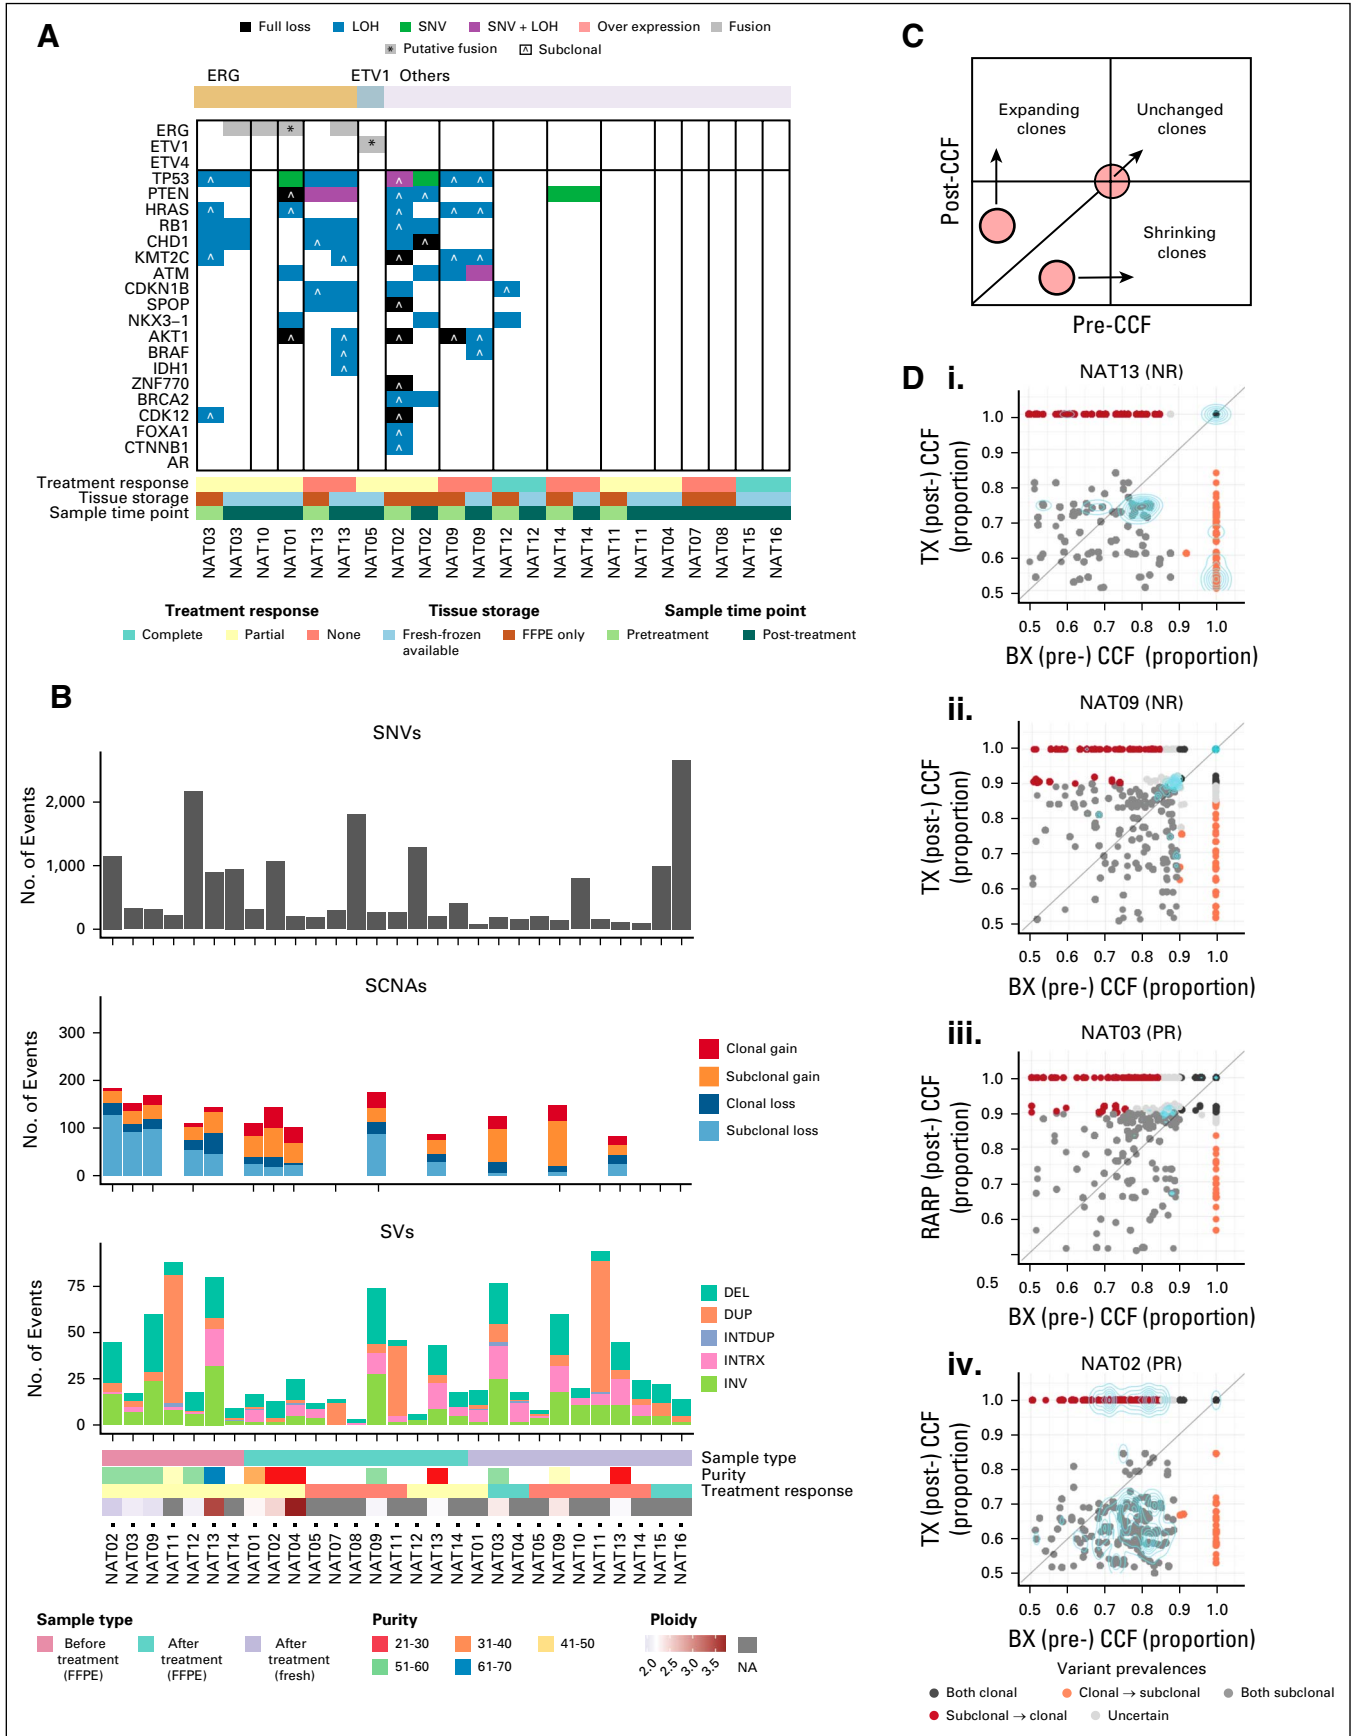 A
Full loss LOH SNV SNV + LOH Over expression Fusion
* Putative fusion ^ Subclonal
ERG ETV1 Others
ERG *
ETV1 *
ETV4
TP53 ^ ^ ^ ^
PTEN ^ ^ ^
HRAS ^ ^ ^ ^ ^
RB1 ^
CHD1 ^ ^
KMT2C ^ ^ ^ ^ ^
ATM
CDKN1B ^ ^
SPOP ^
NKX3–1
AKT1 ^ ^ ^ ^ ^
BRAF ^ ^
IDH1 ^
ZNF770 ^
BRCA2 ^
CDK12 ^ ^
FOXA1 ^
CTNNB1 ^
AR
Treatment response
Tissue storage
Sample time point
NAT03 NAT03 NAT10 NAT01 NAT13 NAT13 NAT05 NAT02 NAT02 NAT09 NAT09 NAT12 NAT12 NAT14 NAT14 NAT11 NAT11 NAT04 NAT07 NAT08 NAT15 NAT16
Treatment response Tissue storage Sample time point
Complete Partial None Fresh-frozen available FFPE only Pretreatment Post-treatment
B
SNVs
No. of Events
2,000
1,000
0
SCNAs
No. of Events
300
200
100
0
Clonal gain
Subclonal gain
Clonal loss
Subclonal loss
SVs
No. of Events
75
50
25
0
DEL
DUP
INTDUP
INTRX
INV
Sample type
Purity
Treatment response
NAT02 NAT03 NAT09 NAT11 NAT12 NAT13 NAT14 NAT01 NAT02 NAT04 NAT05 NAT07 NAT08 NAT09 NAT11 NAT12 NAT13 NAT14 NAT01 NAT03 NAT04 NAT05 NAT09 NAT10 NAT11 NAT13 NAT14 NAT15 NAT16
Sample type Purity Ploidy
Before treatment (FFPE) After treatment (FFPE) After treatment (fresh)
21-30 31-40 41-50
51-60 61-70
2.0 2.5 3.0 3.5 NA
C
Post-CCF
Expanding clones
Unchanged clones
Shrinking clones
Pre-CCF
D i.
NAT13 (NR)
TX (post-) CCF (proportion)
1.0
0.9
0.8
0.7
0.6
0.5
0.5 0.6 0.7 0.8 0.9 1.0
BX (pre-) CCF (proportion)
ii.
NAT09 (NR)
TX (post-) CCF (proportion)
1.0
0.9
0.8
0.7
0.6
0.5
0.5 0.6 0.7 0.8 0.9 1.0
BX (pre-) CCF (proportion)
iii.
NAT03 (PR)
RARP (post-) CCF (proportion)
1.0
0.9
0.8
0.7
0.6
0.5
0.5 0.6 0.7 0.8 0.9 1.0
BX (pre-) CCF (proportion)
iv.
NAT02 (PR)
TX (post-) CCF (proportion)
1.0
0.9
0.8
0.7
0.6
0.5
0.5 0.6 0.7 0.8 0.9 1.0
BX (pre-) CCF (proportion)
Variant prevalences
Both clonal Clonal → subclonal Both subclonal
Subclonal → clonal Uncertain